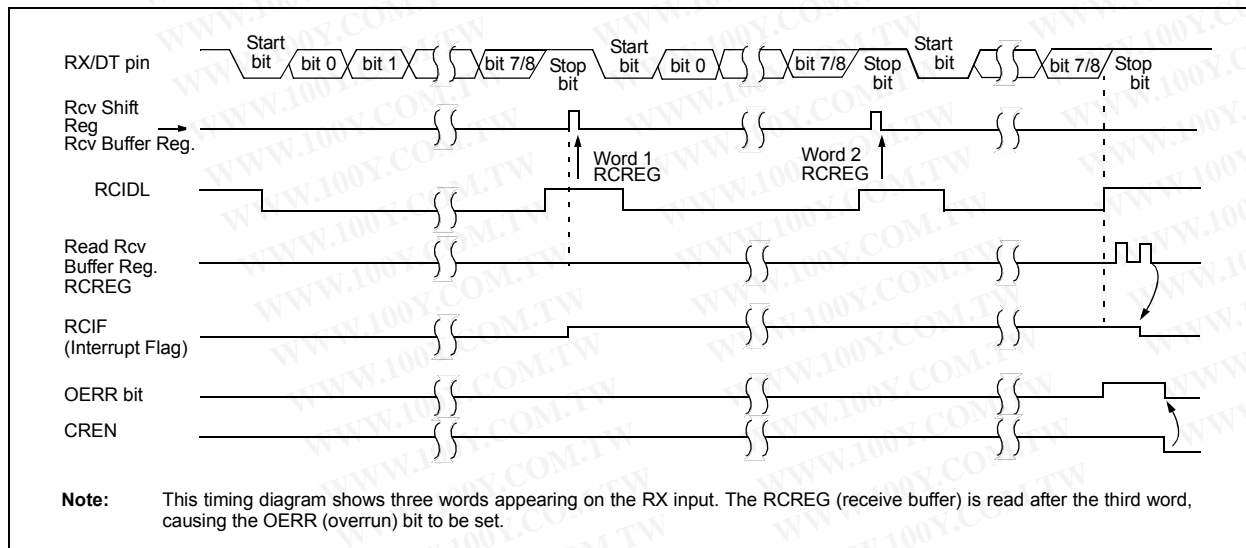 RX/DT pin
Start
bit
bit 0
bit 1
bit 7/8
Stop
bit
Start
bit
bit 0
bit 7/8
Stop
bit
Start
bit
bit 7/8
Stop
bit
Rcv Shift
Reg
Rcv Buffer Reg.
Word 1
RCREG
Word 2
RCREG
RCIDL
Read Rcv
Buffer Reg.
RCREG
RCIF
(Interrupt Flag)
OERR bit
CREN
Note: This timing diagram shows three words appearing on the RX input. The RCREG (receive buffer) is read after the third word,
causing the OERR (overrun) bit to be set.
WWW.100Y.COM.TW